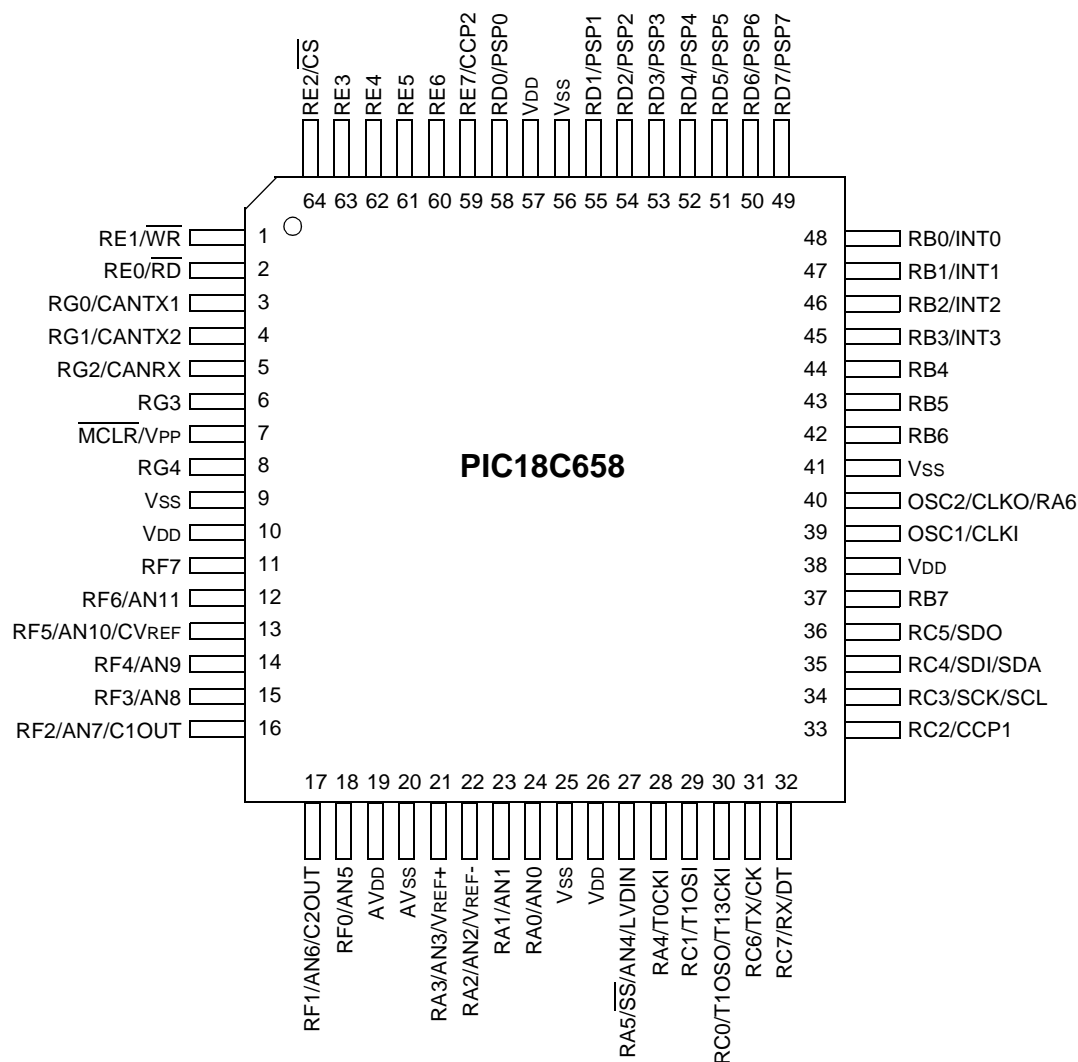 RE2/CS
RE3
RE4
RE5
RE6
RE7/CCP2
RD0/PSP0
VDD
VSS
RD1/PSP1
RD2/PSP2
RD3/PSP3
RD4/PSP4
RD5/PSP5
RD6/PSP6
RD7/PSP7
64 63 62 61 60 59 58 57 56 55 54 53 52 51 50 49
RE1/WR 1
RE0/RD 2
RG0/CANTX1 3
RG1/CANTX2 4
RG2/CANRX 5
RG3 6
MCLR/VPP 7
RG4 8
VSS 9
VDD 10
RF7 11
RF6/AN11 12
RF5/AN10/CVREF 13
RF4/AN9 14
RF3/AN8 15
RF2/AN7/C1OUT 16
PIC18C658
48 RB0/INT0
47 RB1/INT1
46 RB2/INT2
45 RB3/INT3
44 RB4
43 RB5
42 RB6
41 VSS
40 OSC2/CLKO/RA6
39 OSC1/CLKI
38 VDD
37 RB7
36 RC5/SDO
35 RC4/SDI/SDA
34 RC3/SCK/SCL
33 RC2/CCP1
17 18 19 20 21 22 23 24 25 26 27 28 29 30 31 32
RF1/AN6/C2OUT
RF0/AN5
AVDD
AVSS
RA3/AN3/VREF+
RA2/AN2/VREF-
RA1/AN1
RA0/AN0
VSS
VDD
RA5/SS/AN4/LVDIN
RA4/T0CKI
RC1/T1OSI
RC0/T1OSO/T13CKI
RC6/TX/CK
RC7/RX/DT